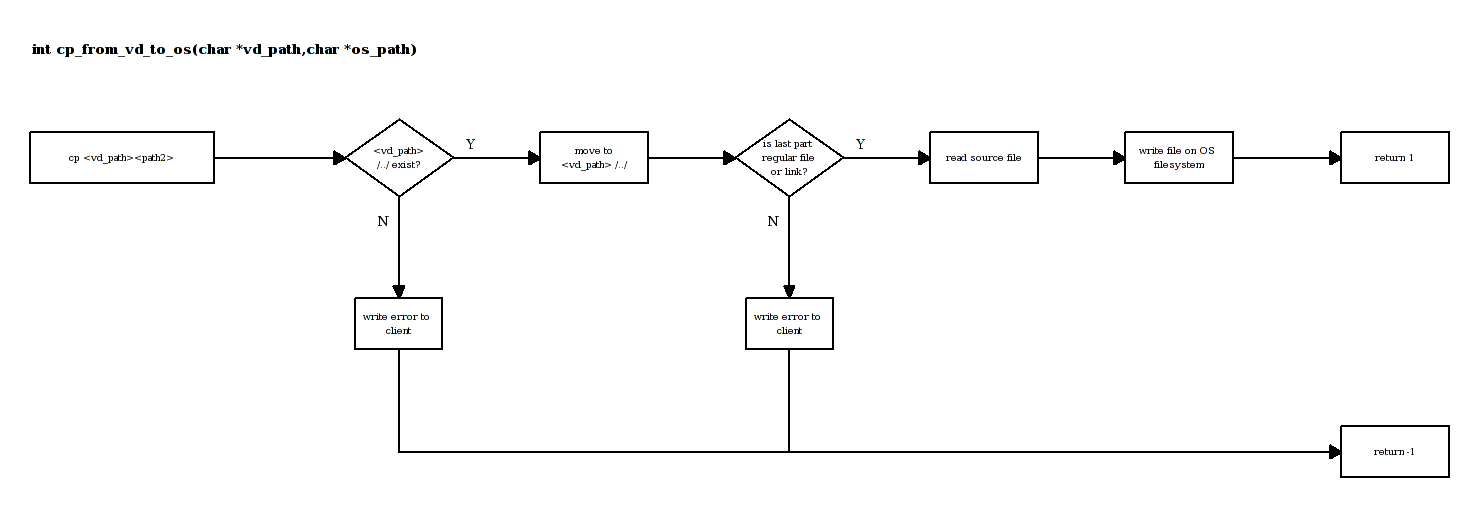 int cp_from_vd_to_os(char *vd_path,char *os_path)
cp <vd_path><path2>
<vd_path>
/../ exist?
Y
move to
<vd_path> /../
is last part
regular file
or link?
Y
read source file
write file on OS
filesystem
return 1
N
N
write error to
client
write error to
client
return -1